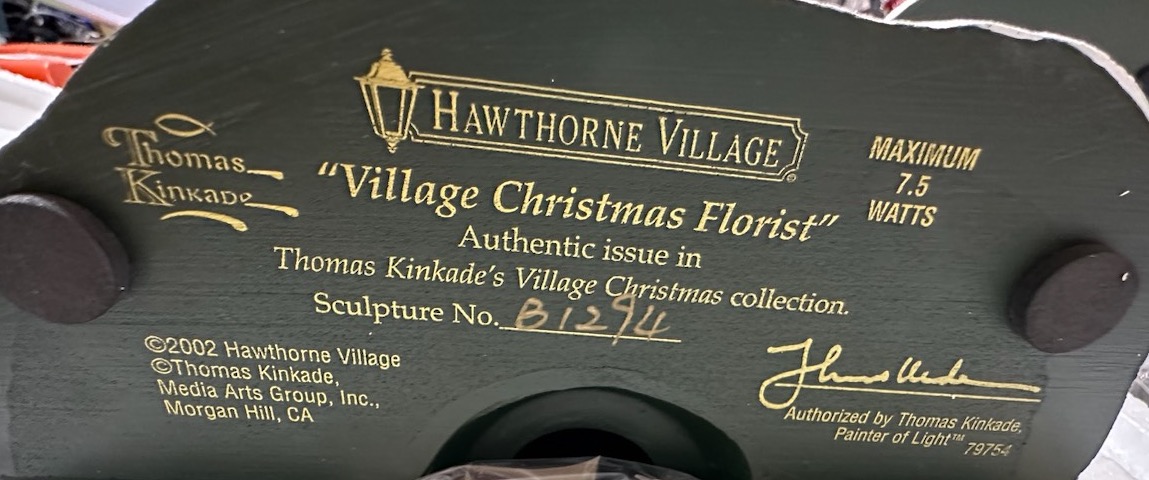 HAWTHORNE VILLAGE®
Thomas
Kinkade
MAXIMUM
7.5
WATTS
"Village Christmas Florist"
Authentic issue in
Thomas Kinkade's Village Christmas collection.
Sculpture No. B1294
©2002 Hawthorne Village
©Thomas Kinkade,
Media Arts Group, Inc.,
Morgan Hill, CA
Authorized by Thomas Kinkade,
Painter of Light™
79754